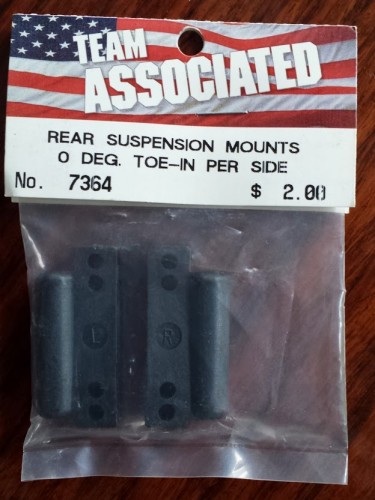 TEAM
ASSOCIATED
REAR SUSPENSION MOUNTS
0 DEG. TOE-IN PER SIDE
No. 7364 $ 2.00
L R